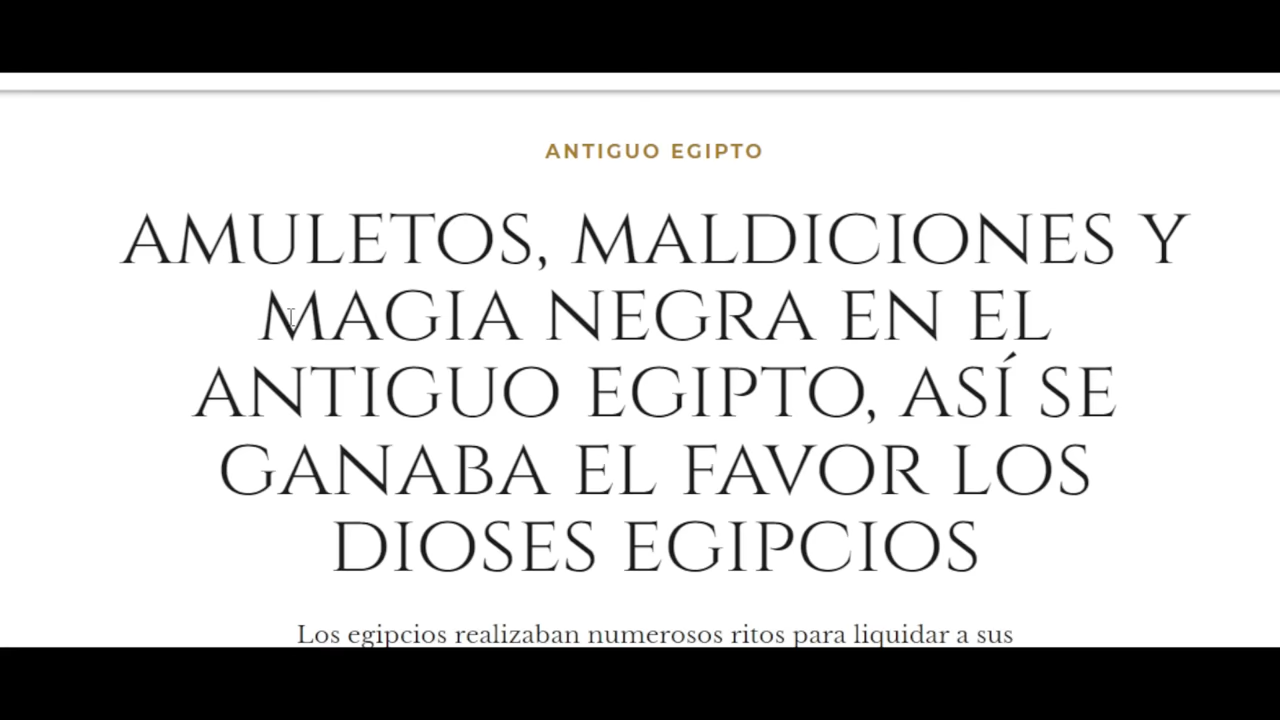 ANTIGUO EGIPTO
AMULETOS, MALDICIONES Y
MAGIA NEGRA EN EL
ANTIGUO EGIPTO, ASÍ SE
GANABA EL FAVOR LOS
DIOSES EGIPCIOS
Los egipcios realizaban numerosos ritos para liquidar a sus